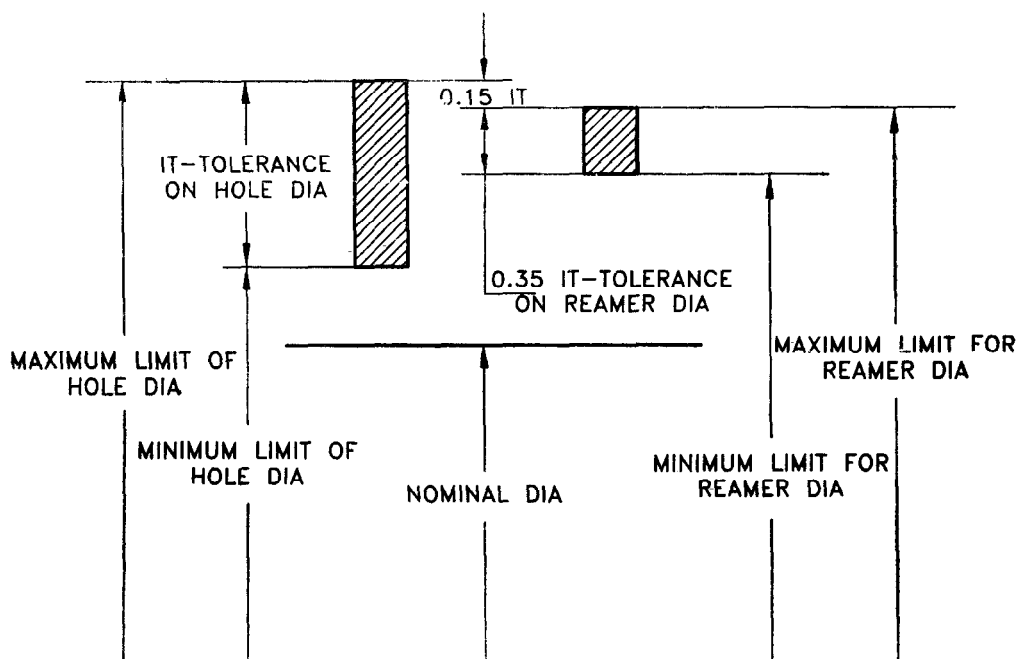 0.15 IT
IT-TOLERANCE
ON HOLE DIA
0.35 IT-TOLERANCE
ON REAMER DIA
MAXIMUM LIMIT OF
HOLE DIA
MAXIMUM LIMIT FOR
REAMER DIA
MINIMUM LIMIT OF
HOLE DIA
NOMINAL DIA
MINIMUM LIMIT FOR
REAMER DIA